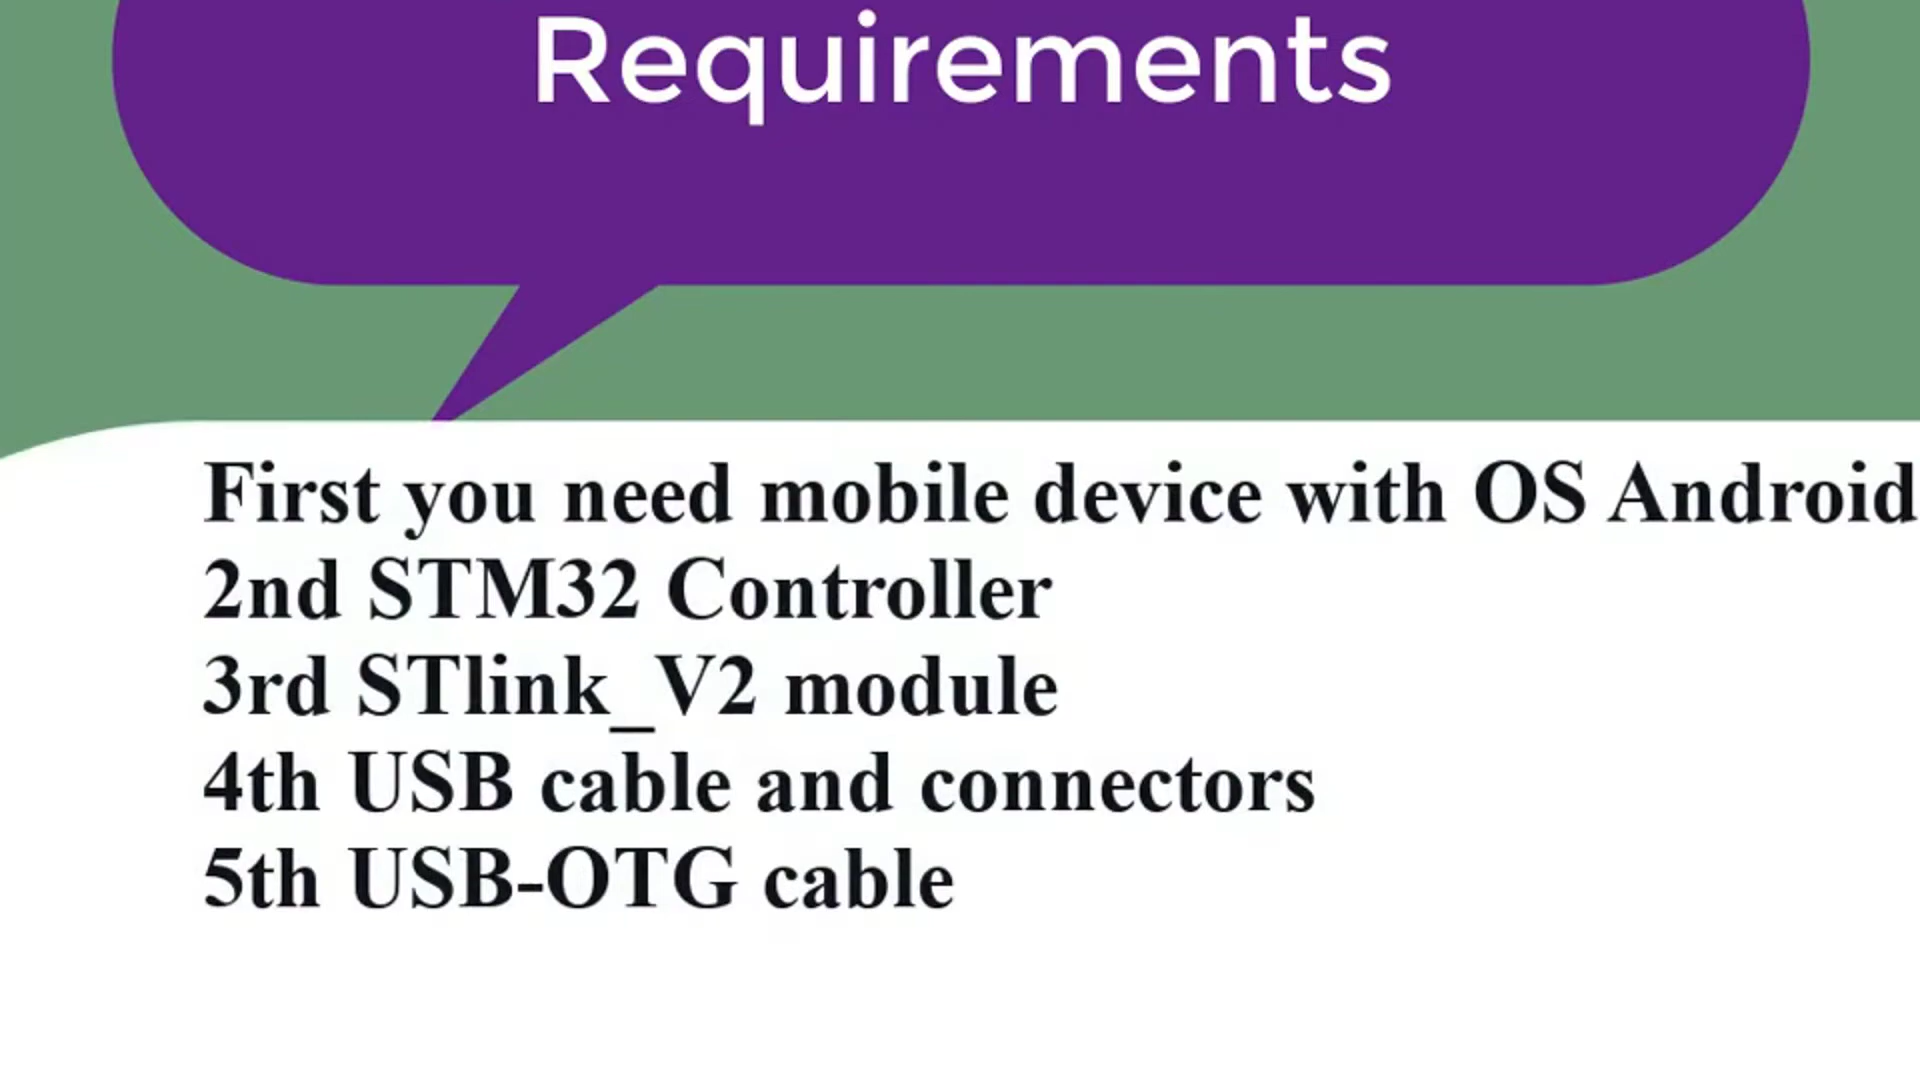 Requirements
First you need mobile device with OS Android
2nd STM32 Controller
3rd STlink_V2 module
4th USB cable and connectors
5th USB-OTG cable